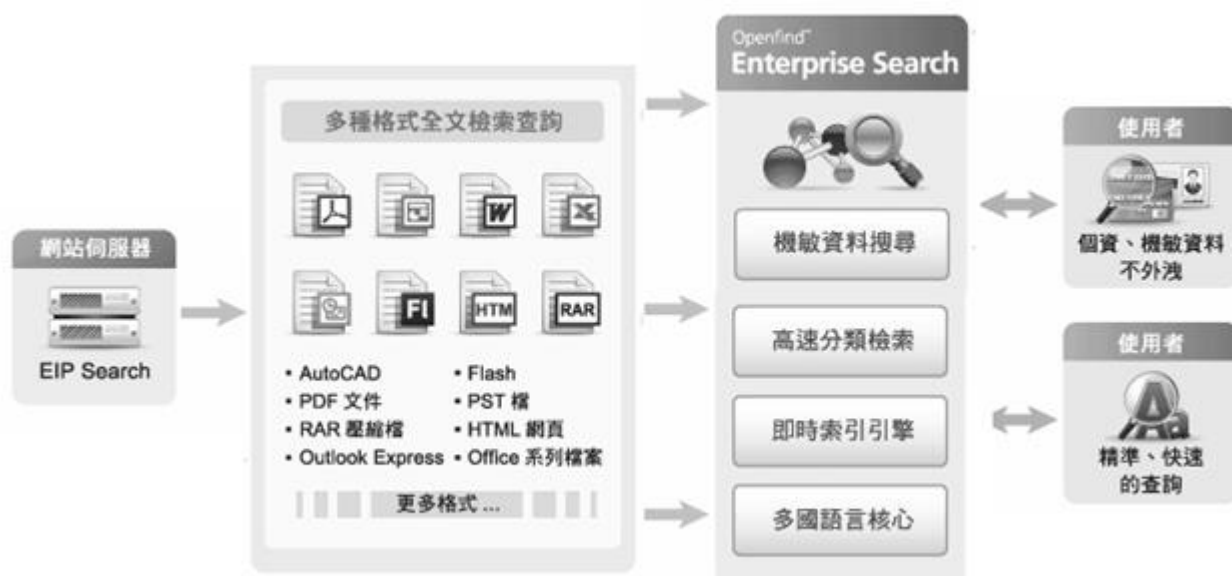 網站伺服器
EIP Search
多種格式全文檢索查詢
W
FI
HTM
RAR
• AutoCAD
• PDF 文件
• RAR 壓縮檔
• Outlook Express
• Flash
• PST 檔
• HTML 網頁
• Office 系列檔案
更多格式 ...
Openfind™
Enterprise Search
機敏資料搜尋
高速分類檢索
即時索引引擎
多國語言核心
使用者
個資、機敏資料
不外洩
使用者
Aa
精準、快速
的查詢